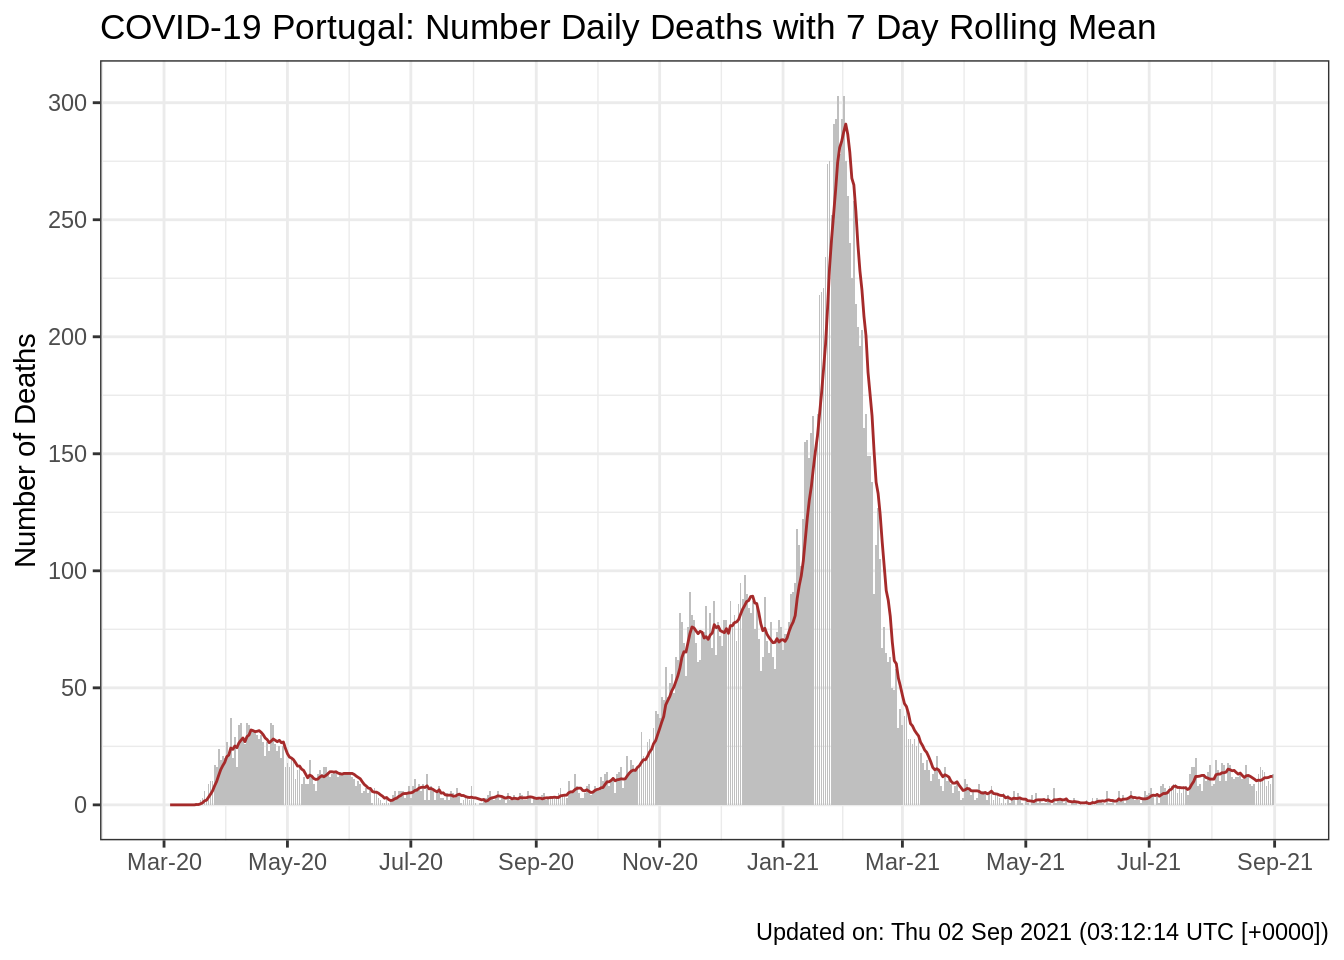 COVID-19 Portugal: Number Daily Deaths with 7 Day Rolling Mean
Number of Deaths
300
250
200
150
100
50
0
Mar-20 May-20 Jul-20 Sep-20 Nov-20 Jan-21 Mar-21 May-21 Jul-21 Sep-21
Updated on: Thu 02 Sep 2021 (03:12:14 UTC [+0000])